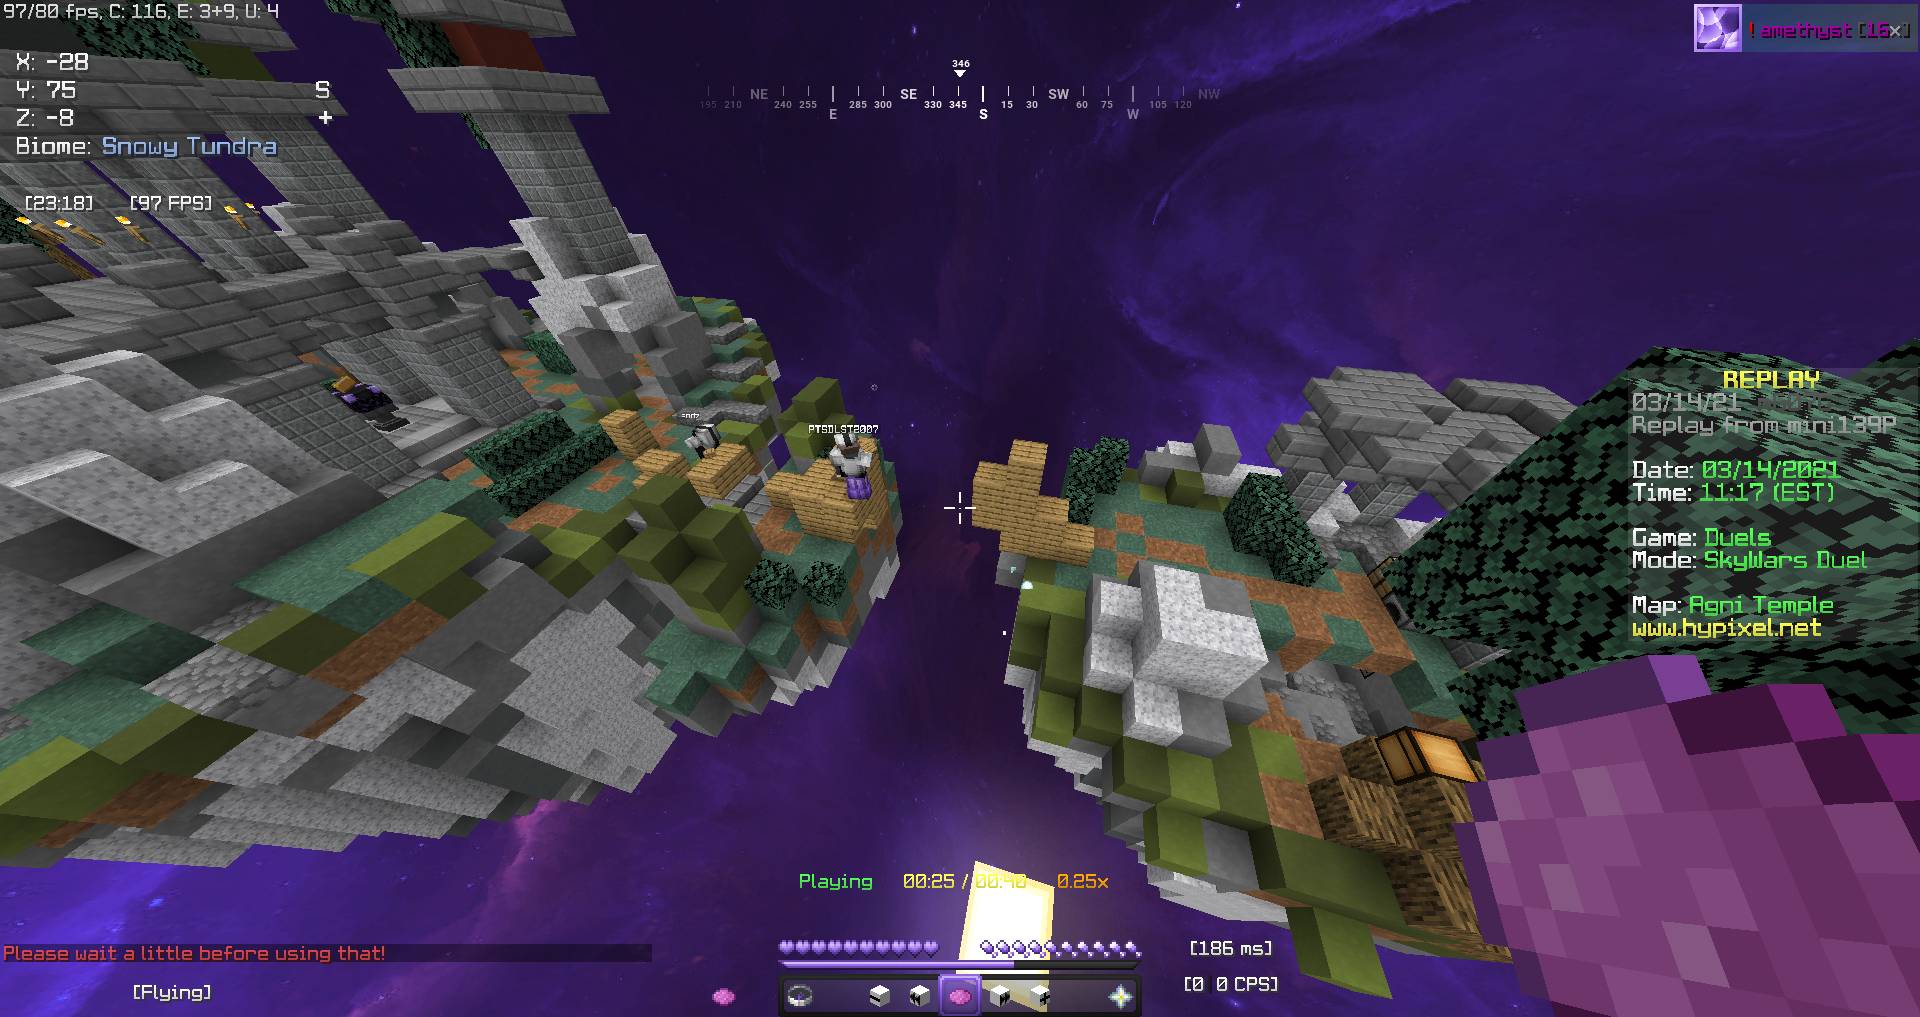 97/80 fps, C: 116, E: 3+9, U: 4
! amethyst [16x]
X: -28
Y: 75 S
Z: -8 +
Biome: Snowy Tundra
[23:18] [97 FPS]
346
NE SE SW NW
195 210 240 255 285 300 330 345 15 30 60 75 105 120
E S W
PTSDLST2007
REPLAY
03/14/21
Replay from mini139P
Date: 03/14/2021
Time: 11:17 (EST)
Game: Duels
Mode: SkyWars Duel
Map: Agni Temple
www.hypixel.net
Playing 00:25 / 00:40 0.25x
Please wait a little before using that!
[186 ms]
[Flying]
[0 | 0 CPS]